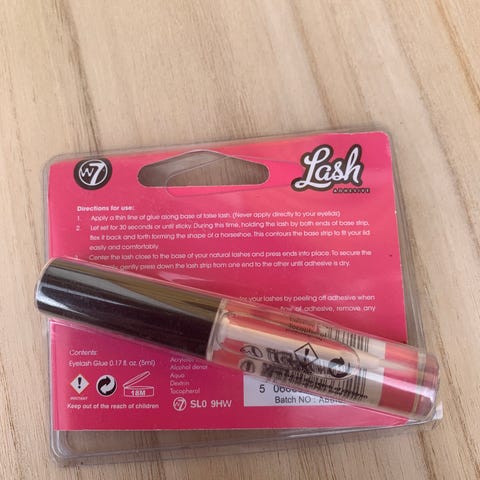 W7
Lash
ADHESIVE
Directions for use:
1. Apply a thin line of glue along base of false lash. (Never apply directly to your eyelids)
2. Let set for 30 seconds or until sticky. During this time, holding the lash by both ends of base strip,
flex it back and forth forming the shape of a horseshoe. This contours the base strip to fit your lid
easily and comfortably.
3. Center the lash close to the base of your natural lashes and press ends into place. To secure the
gently press down the lash strip from one end to the other until adhesive is dry.
for your lashes by peeling off adhesive when
of adhesive, remove any
Contents:
Eyelash Glue 0.17 fl. oz. (5ml)
IRRITANT
18M
Keep out of the reach of children
Alcohol denat
Aqua
Dextrin
Tocopherol
W7 SL0 9HW
Tocopherol
Batch NO :